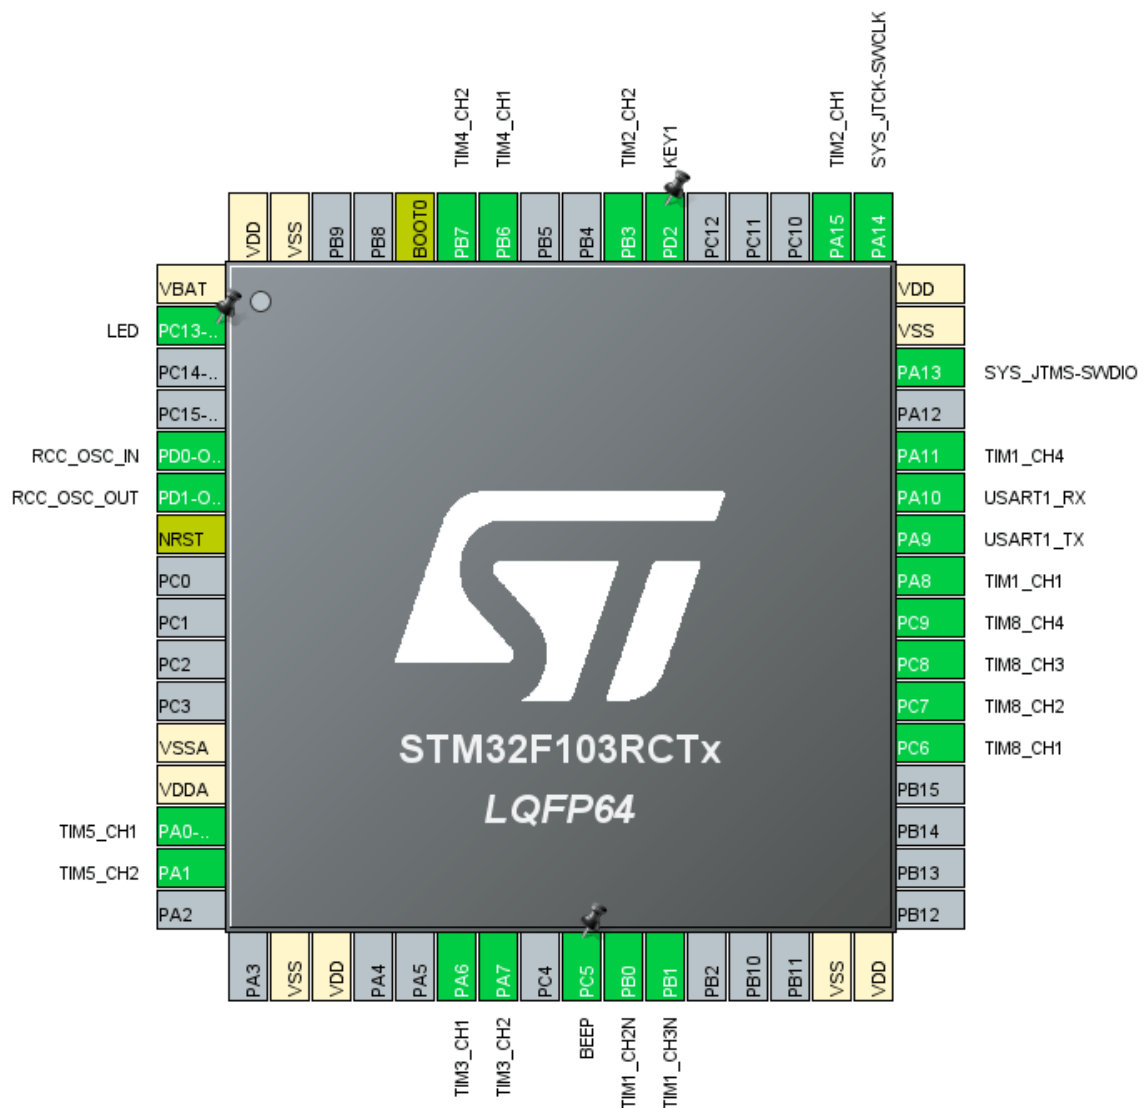 TIM4_CH2
TIM4_CH1
TIM2_CH2
KEY1
TIM2_CH1
SYS_JTCK-SWCLK
VDD
VSS
PB9
PB8
BOOT0
PB7
PB6
PB5
PB4
PB3
PD2
PC12
PC11
PC10
PA15
PA14
VBAT
LED PC13-..
PC14-..
PC15-..
RCC_OSC_IN PD0-O..
RCC_OSC_OUT PD1-O..
NRST
PC0
PC1
PC2
PC3
VSSA
VDDA
TIM5_CH1 PA0-..
TIM5_CH2 PA1
PA2
STM32F103RCTx
LQFP64
VDD
VSS
PA13 SYS_JTMS-SWDIO
PA12
PA11 TIM1_CH4
PA10 USART1_RX
PA9 USART1_TX
PA8 TIM1_CH1
PC9 TIM8_CH4
PC8 TIM8_CH3
PC7 TIM8_CH2
PC6 TIM8_CH1
PB15
PB14
PB13
PB12
PA3
VSS
VDD
PA4
PA5
PA6
PA7
PC4
PC5
PB0
PB1
PB2
PB10
PB11
VSS
VDD
TIM3_CH1
TIM3_CH2
BEEP
TIM1_CH2N
TIM1_CH3N